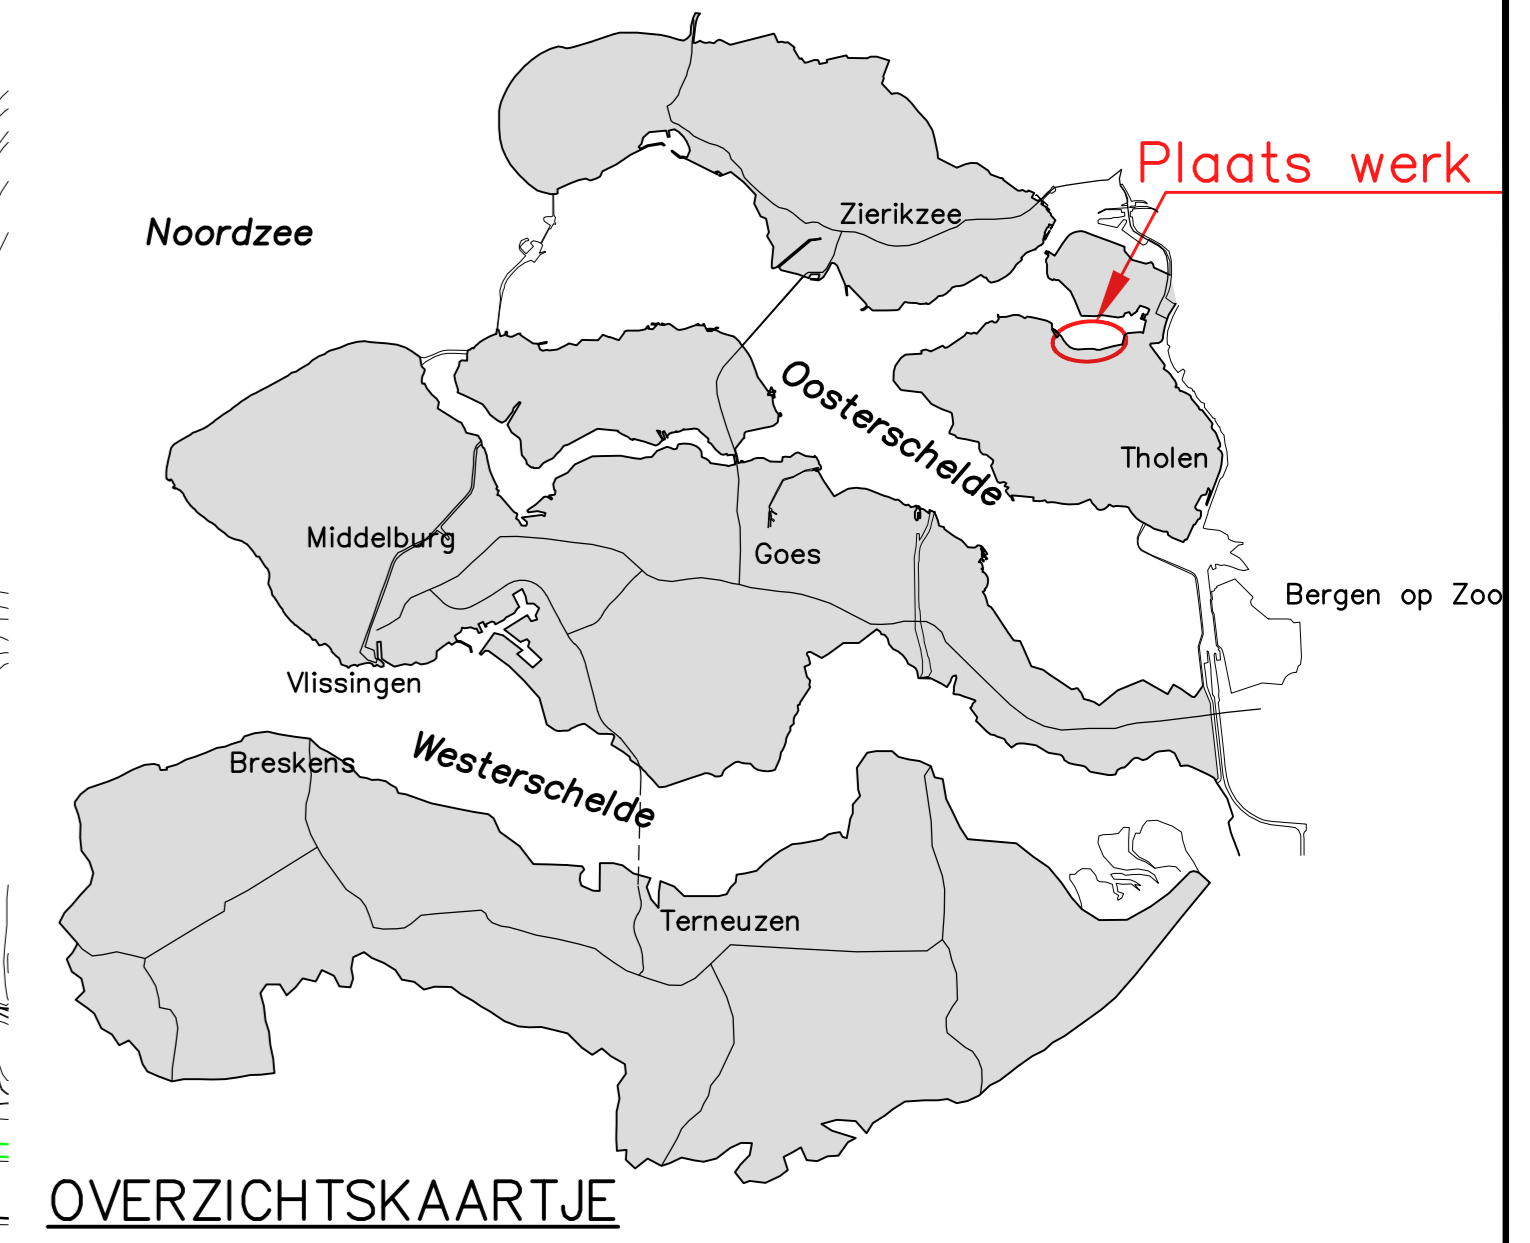 Plaats werk
Zierikzee
Noordzee
Oosterschelde
Tholen
Middelburg
Goes
Bergen op Zoo
Vlissingen
Westerschelde
Breskens
Terneuzen
OVERZICHTSKAARTJE